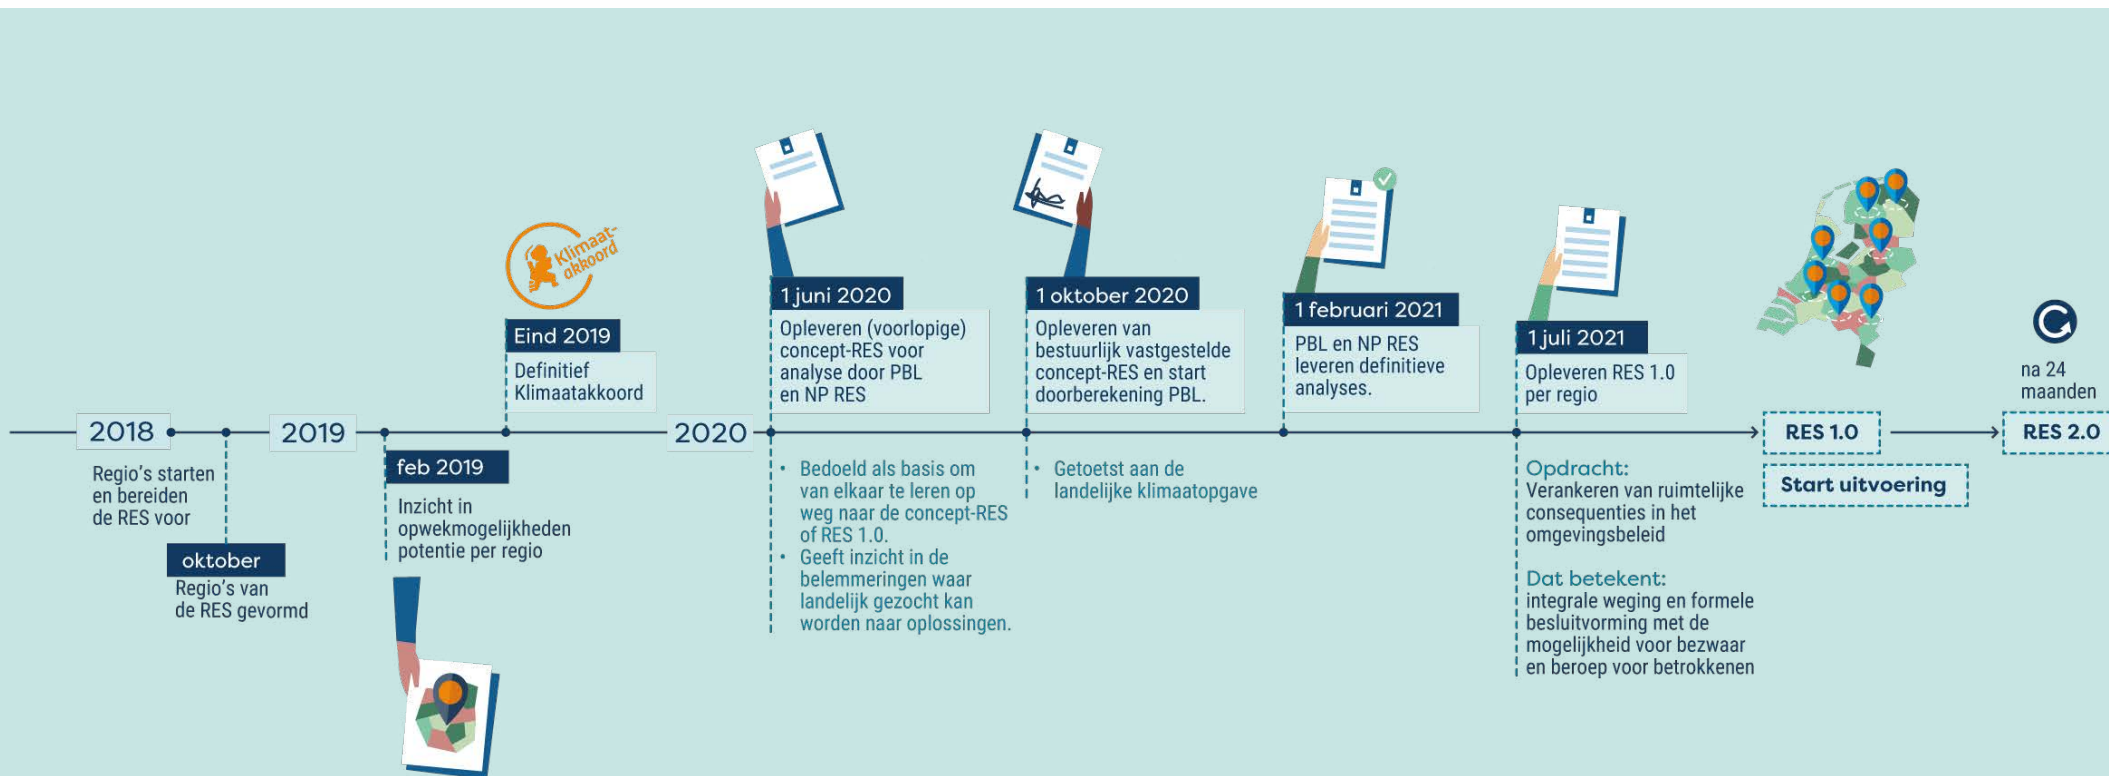 2018
Regio's starten
en bereiden
de RES voor
oktober
Regio's van
de RES gevormd
2019
feb 2019
Inzicht in
opwekmogelijkheden
potentie per regio
Klimaat-
akkoord
Eind 2019
Definitief
Klimaatakkoord
2020
1 juni 2020
Opleveren (voorlopige)
concept-RES voor
analyse door PBL
en NP RES
• Bedoeld als basis om
van elkaar te leren op
weg naar de concept-RES
of RES 1.0.
• Geeft inzicht in de
belemmeringen waar
landelijk gezocht kan
worden naar oplossingen.
1 oktober 2020
Opleveren van
bestuurlijk vastgestelde
concept-RES en start
doorberekening PBL.
• Getoetst aan de
landelijke klimaatopgave
1 februari 2021
PBL en NP RES
leveren definitieve
analyses.
1 juli 2021
Opleveren RES 1.0
per regio
Opdracht:
Verankeren van ruimtelijke
consequenties in het
omgevingsbeleid
Dat betekent:
integrale weging en formele
besluitvorming met de
mogelijkheid voor bezwaar
en beroep voor betrokkenen
RES 1.0
Start uitvoering
na 24
maanden
RES 2.0